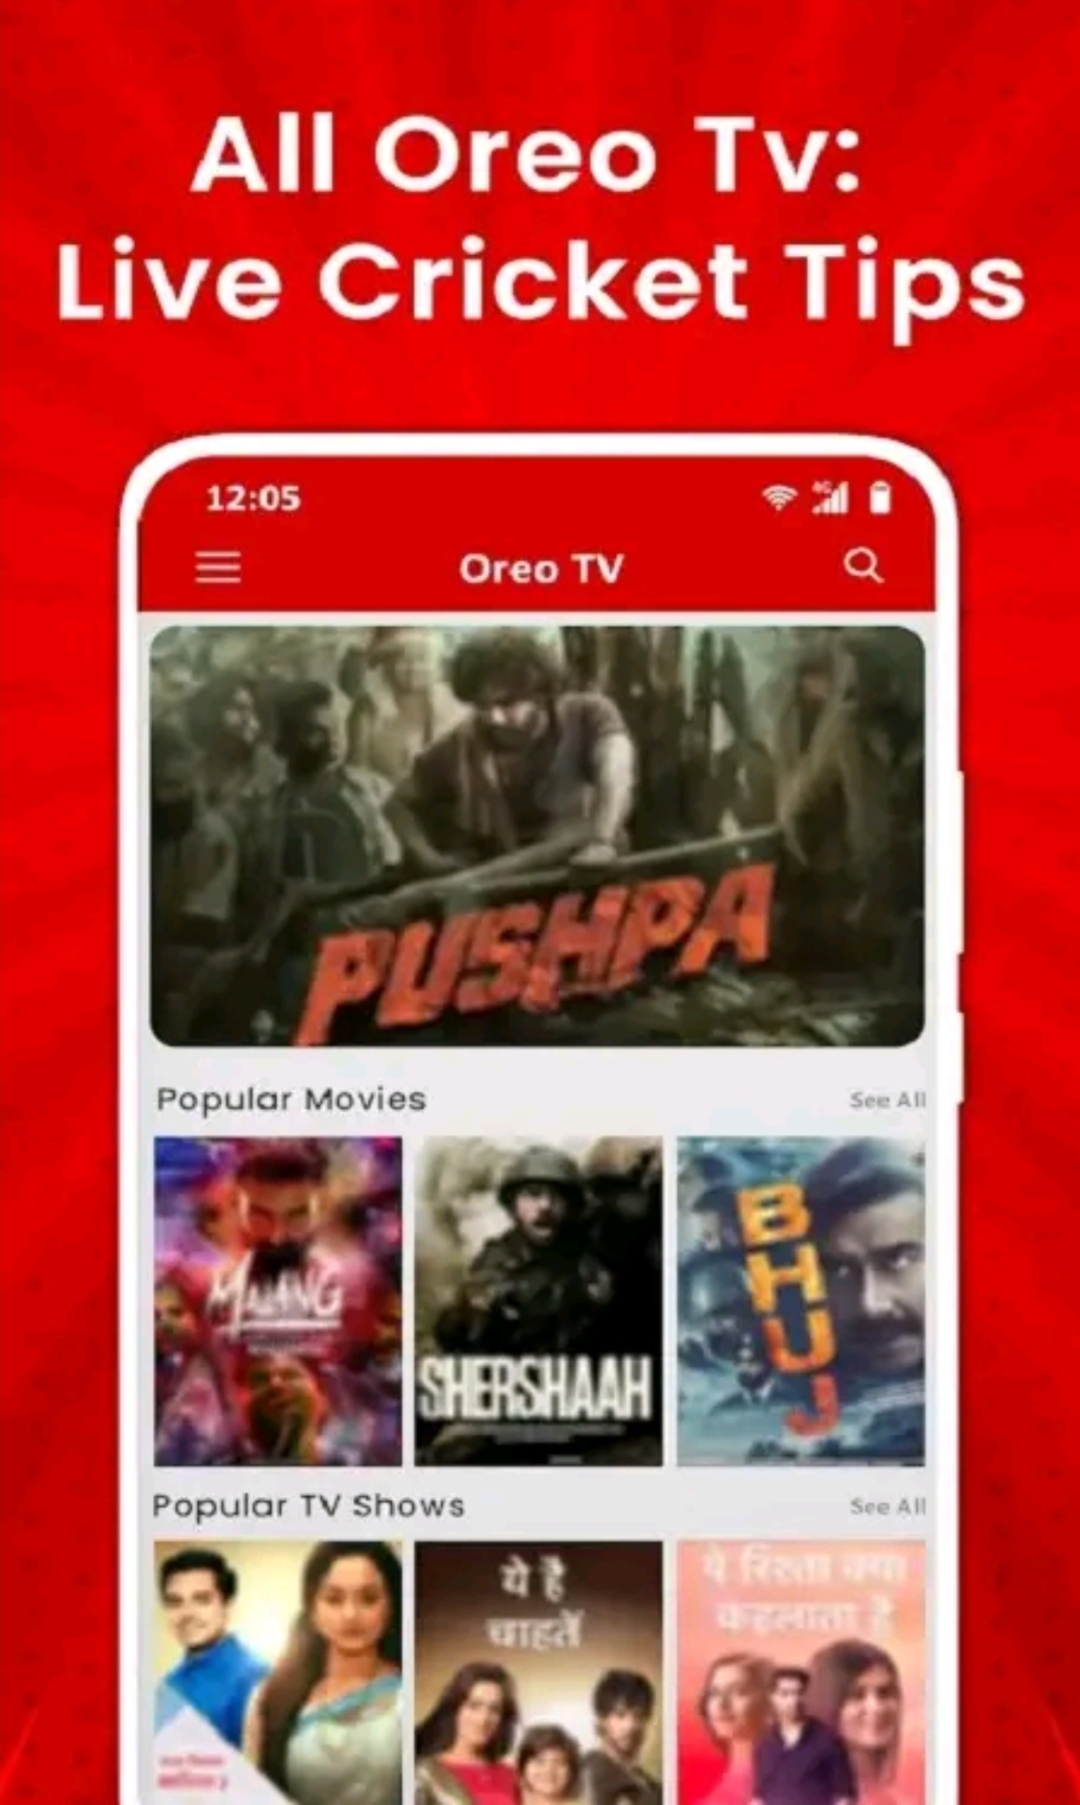 All Oreo Tv:
Live Cricket Tips
12:05
4G
Oreo TV
PUSHPA
Popular Movies
See All
MALANG
SHERSHAAH
BHUJ
Popular TV Shows
See All
ये है
चाहतें
ये रिश्ता क्या
कहलाता है